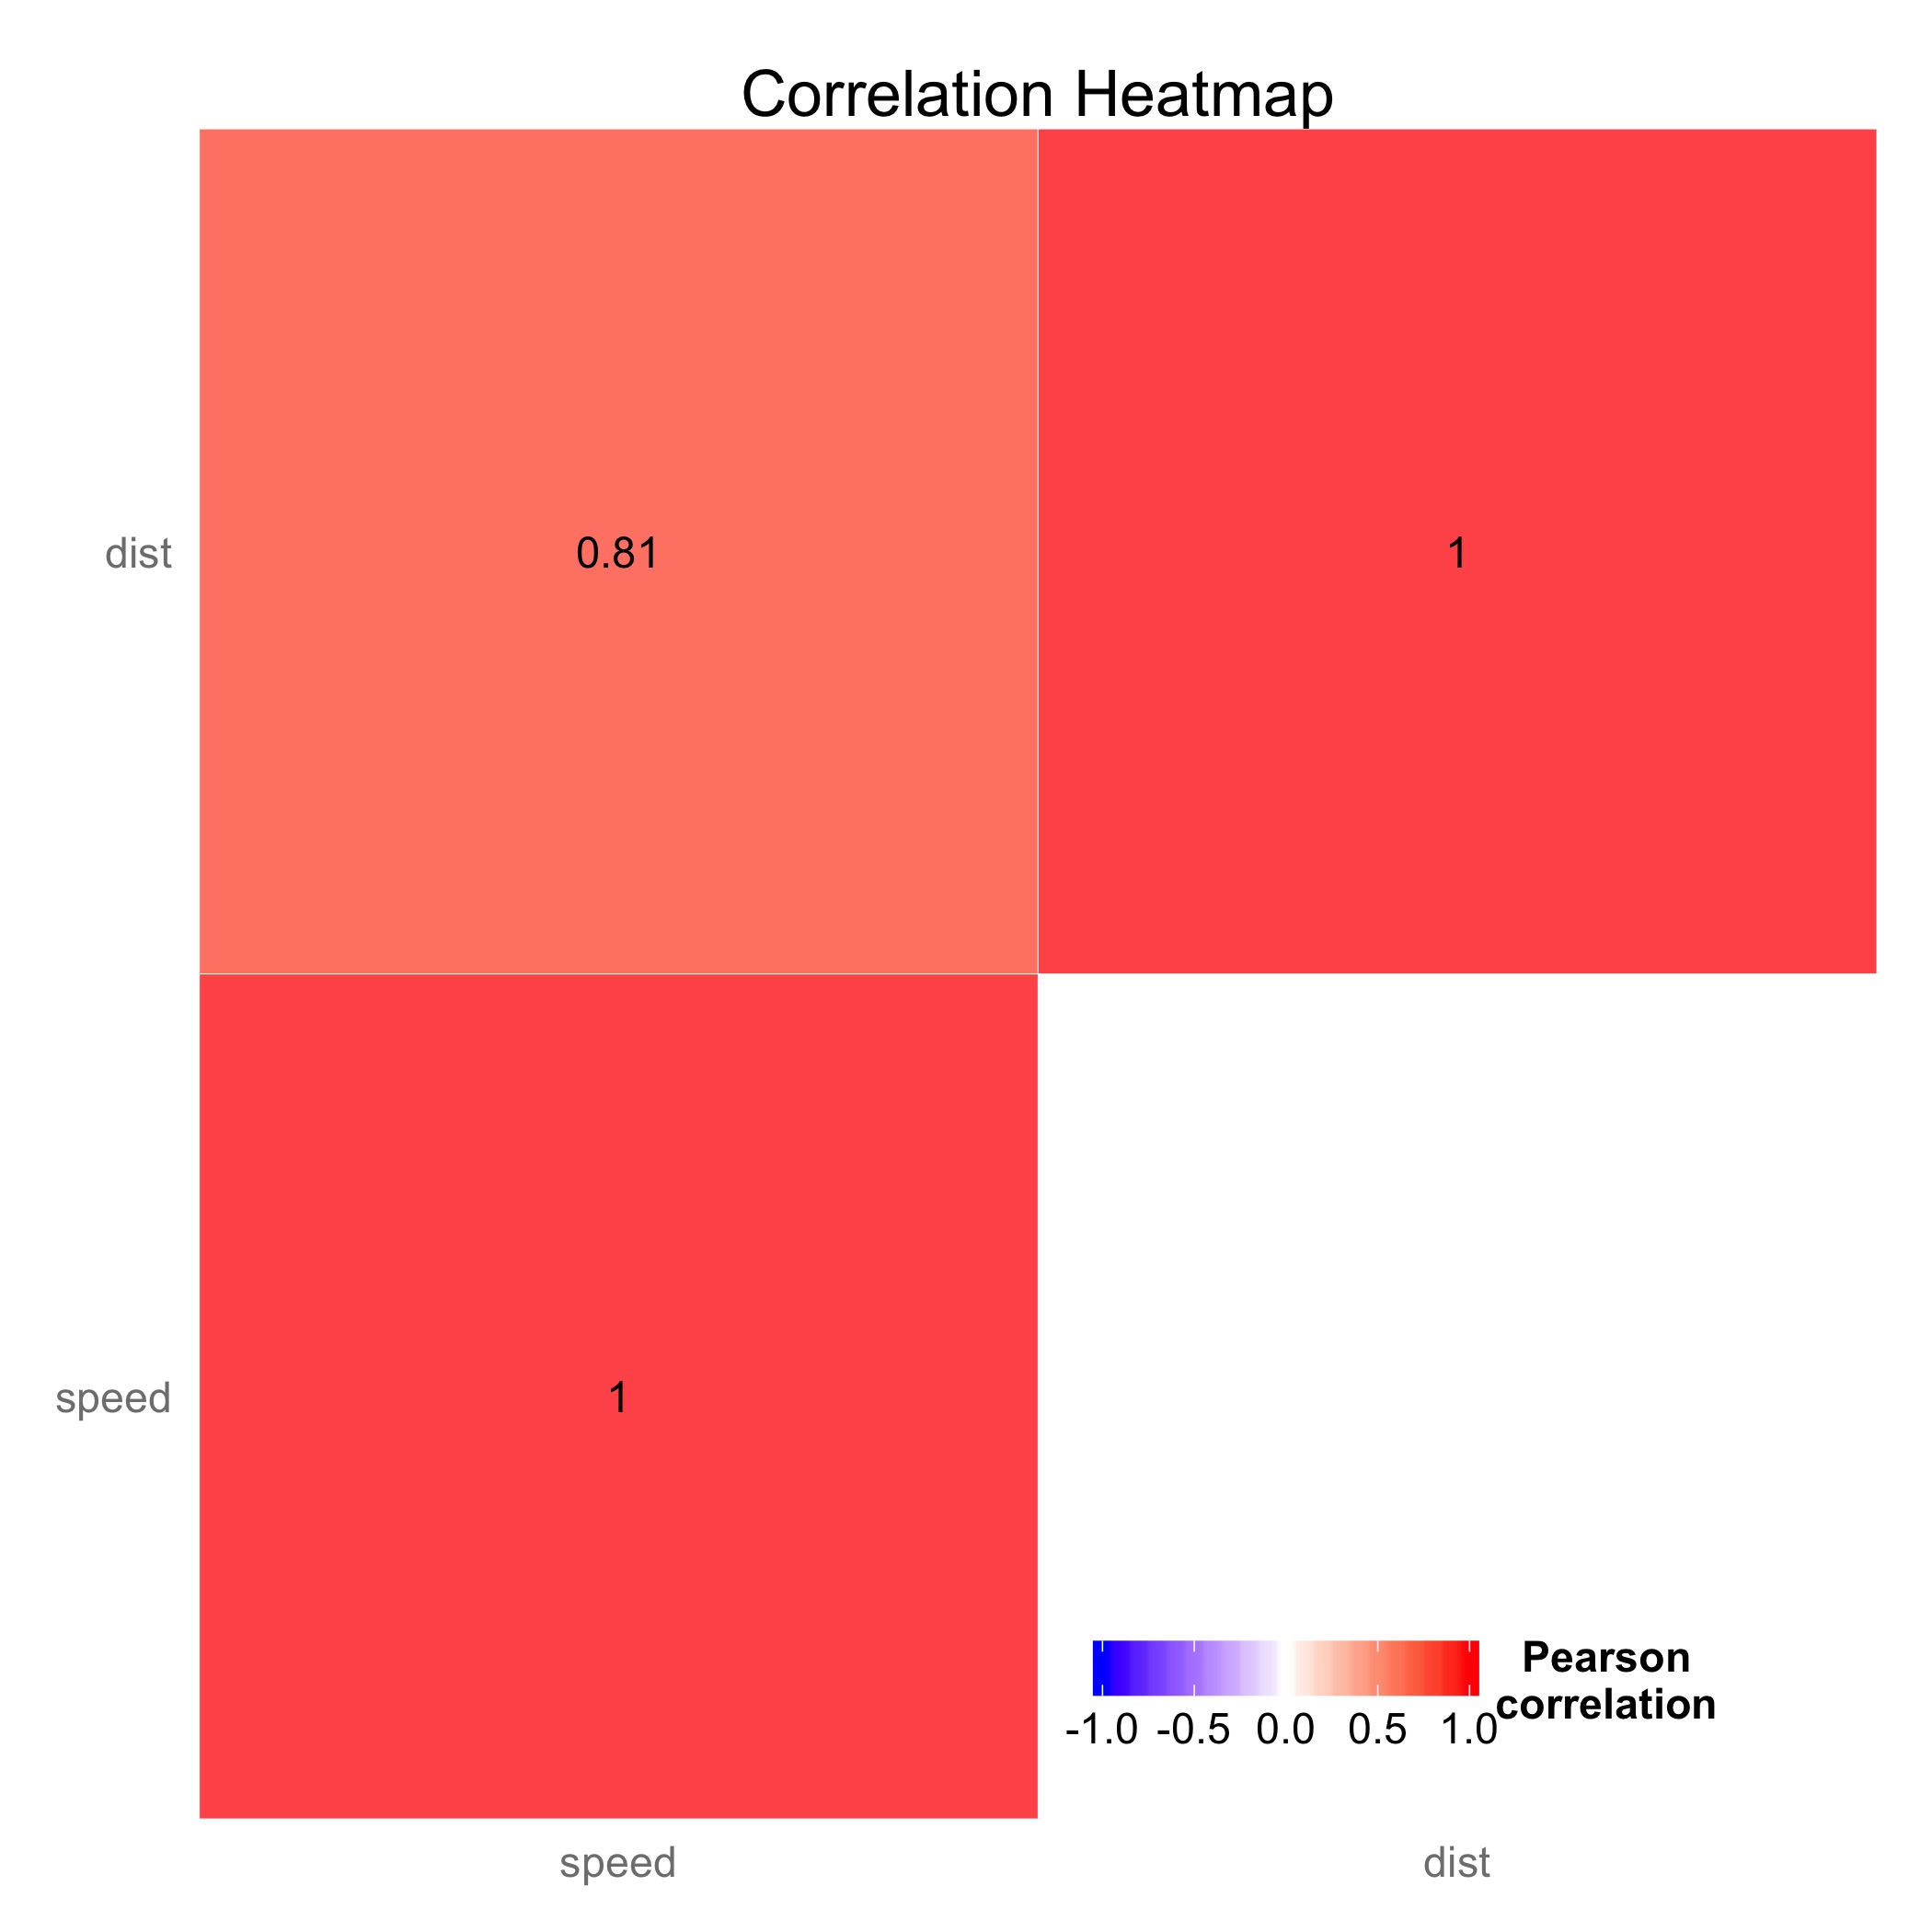 Correlation Heatmap
dist
0.81
1
speed
1
Pearson
correlation
-1.0 -0.5 0.0 0.5 1.0
speed dist